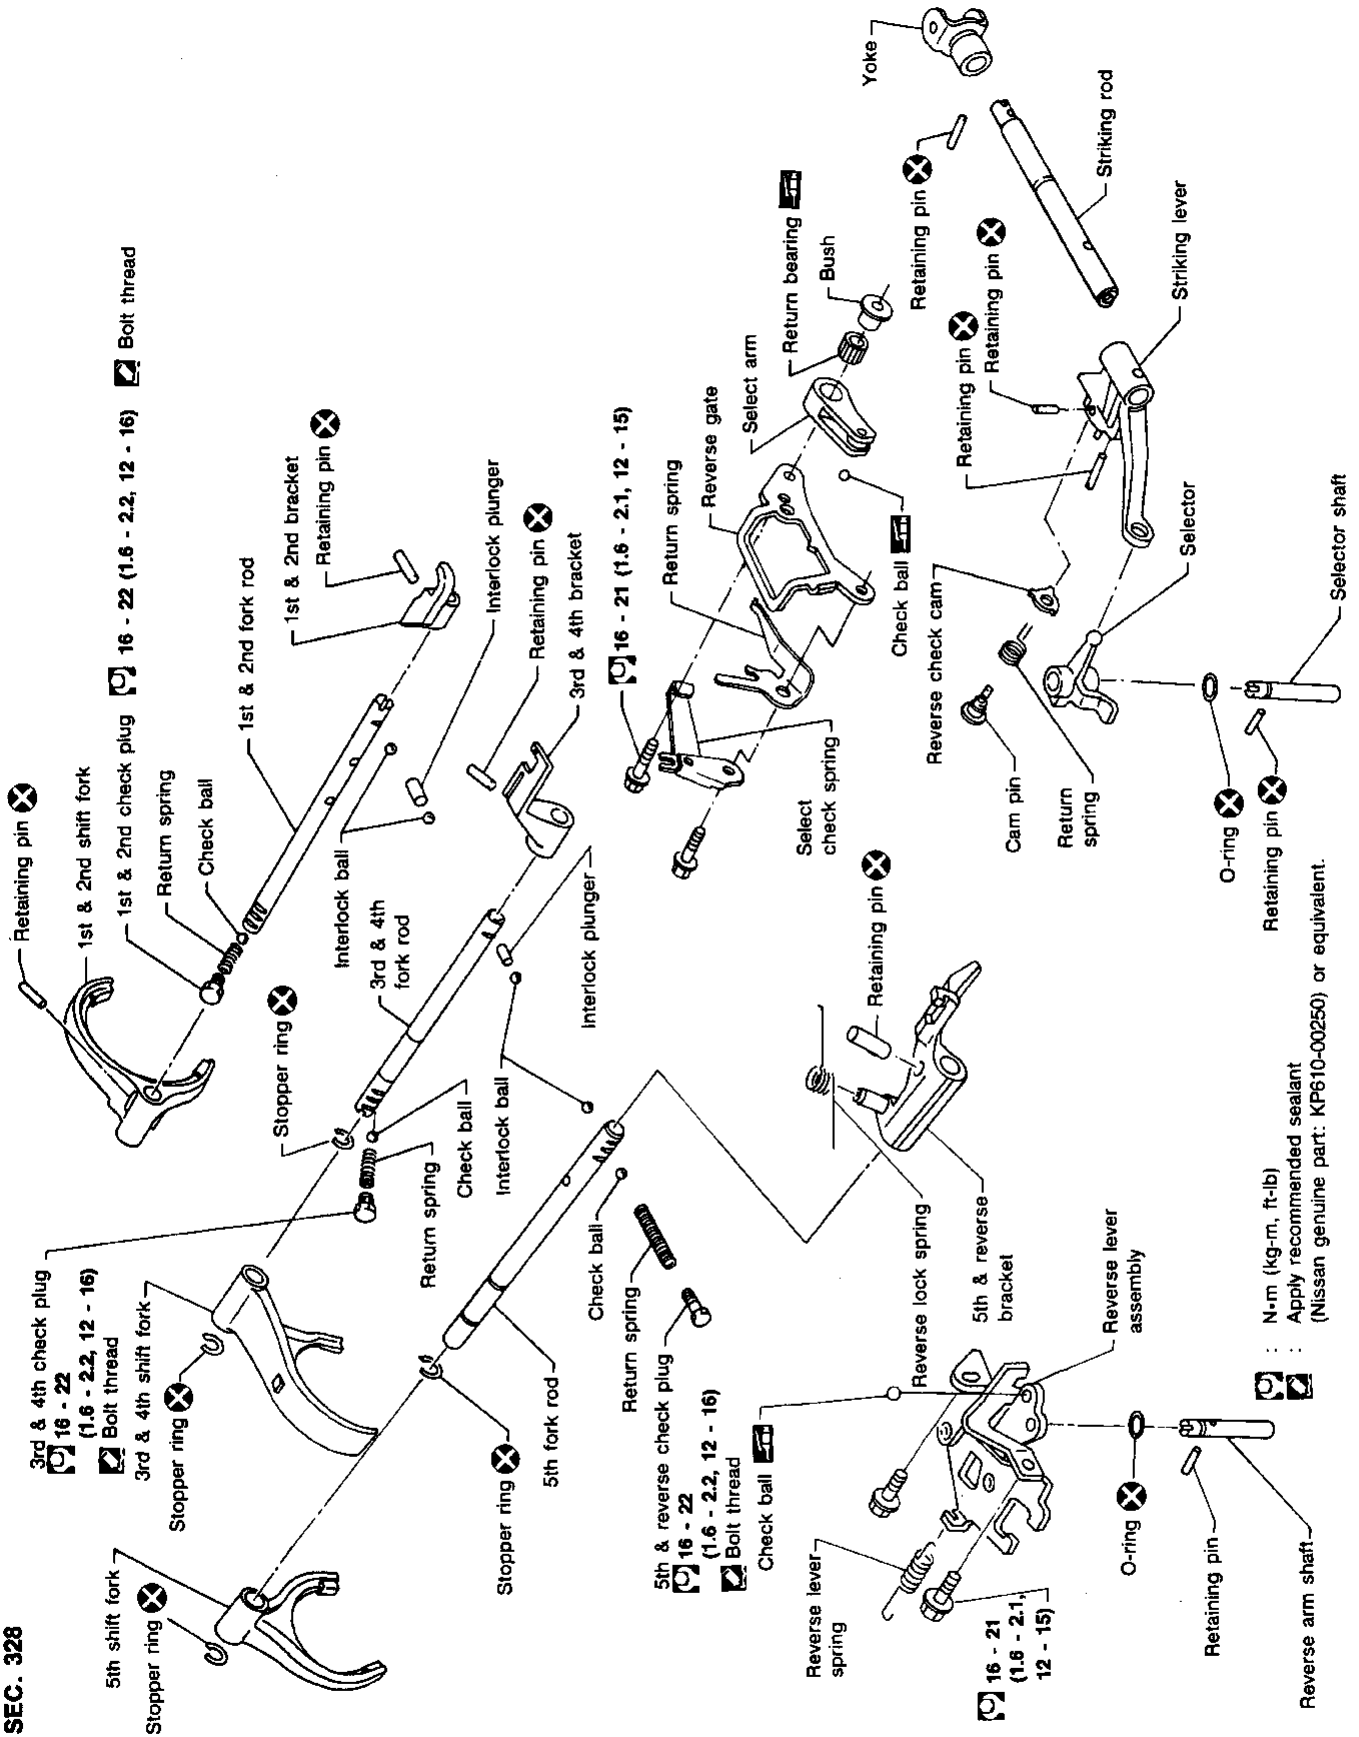 SEC. 328
5th shift fork
Stopper ring
3rd & 4th check plug
16 - 22
(1.6 - 2.2, 12 - 16)
Bolt thread
3rd & 4th shift fork
Stopper ring
Retaining pin
1st & 2nd shift fork
1st & 2nd check plug
16 - 22 (1.6 - 2.2, 12 - 16)
Bolt thread
Return spring
Check ball
1st & 2nd fork rod
1st & 2nd bracket
Retaining pin
Interlock ball
Interlock plunger
Stopper ring
3rd & 4th
fork rod
Retaining pin
3rd & 4th bracket
Return spring
Check ball
Interlock ball
Interlock plunger
Stopper ring
5th fork rod
Check ball
Return spring
5th & reverse check plug
16 - 22
(1.6 - 2.2, 12 - 16)
Bolt thread
Check ball
16 - 21 (1.6 - 2.1, 12 - 15)
Return spring
Reverse gate
Select arm
Return bearing
Bush
Select
check spring
Check ball
Yoke
Retaining pin
Striking rod
Retaining pin
Retaining pin
Striking lever
Reverse check cam
Cam pin
Return
spring
Selector
O-ring
Retaining pin
Selector shaft
Retaining pin
Reverse lock spring
5th & reverse
bracket
Reverse lever
assembly
Reverse lever
spring
16 - 21
(1.6 - 2.1,
12 - 15)
O-ring
Retaining pin
Reverse arm shaft
: N•m (kg-m, ft-lb)
: Apply recommended sealant
(Nissan genuine part: KP610-00250) or equivalent.